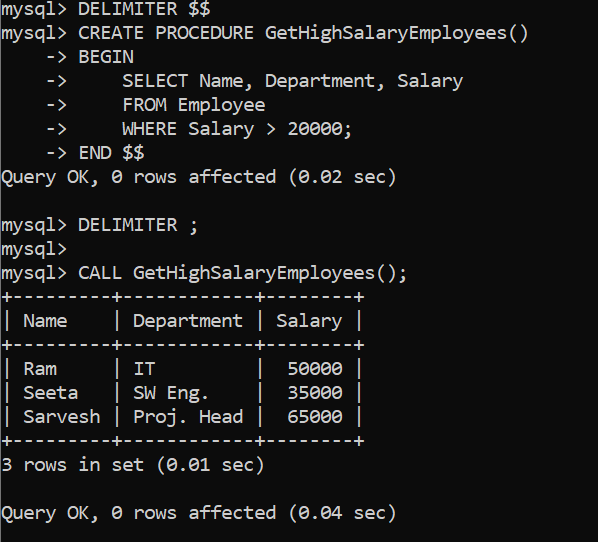 mysql> DELIMITER $$
mysql> CREATE PROCEDURE GetHighSalaryEmployees()
    -> BEGIN
    ->     SELECT Name, Department, Salary
    ->     FROM Employee
    ->     WHERE Salary > 20000;
    -> END $$
Query OK, 0 rows affected (0.02 sec)

mysql> DELIMITER ;
mysql>
mysql> CALL GetHighSalaryEmployees();
+---------+------------+--------+
| Name    | Department | Salary |
+---------+------------+--------+
| Ram     | IT         |  50000 |
| Seeta   | SW Eng.    |  35000 |
| Sarvesh | Proj. Head |  65000 |
+---------+------------+--------+
3 rows in set (0.01 sec)

Query OK, 0 rows affected (0.04 sec)